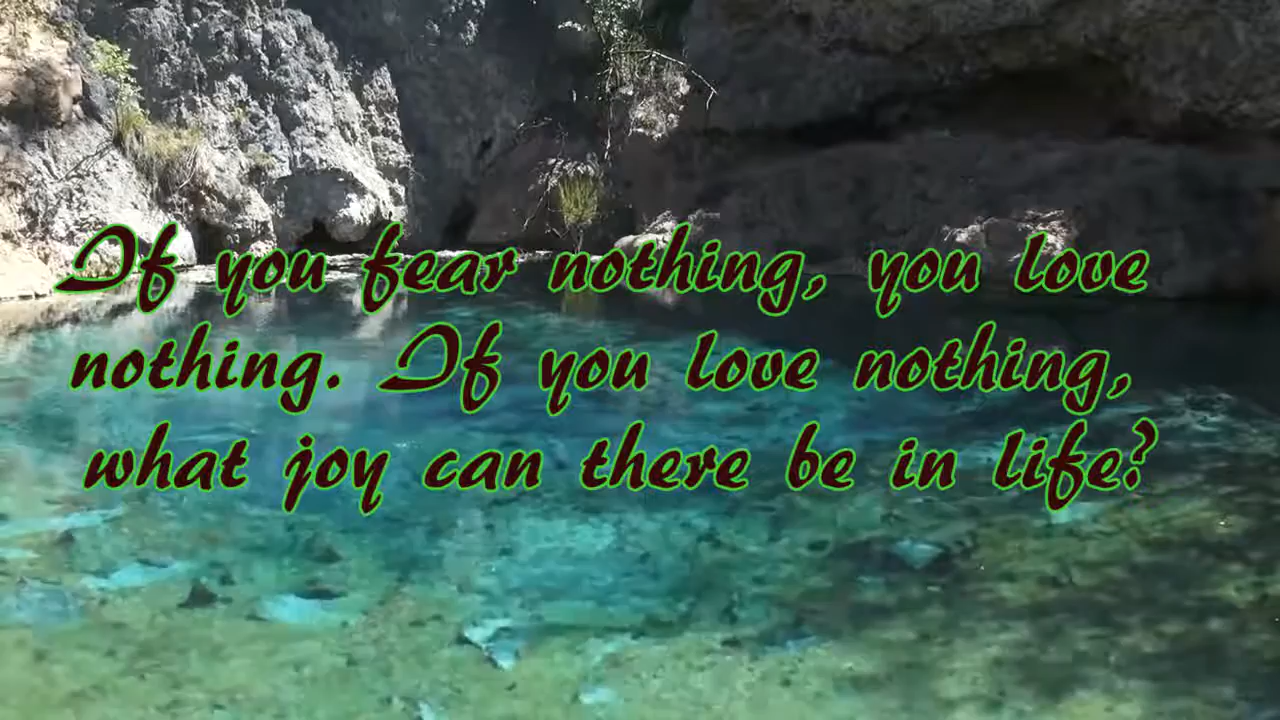 If you fear nothing, you love
nothing. If you love nothing,
what joy can there be in life?